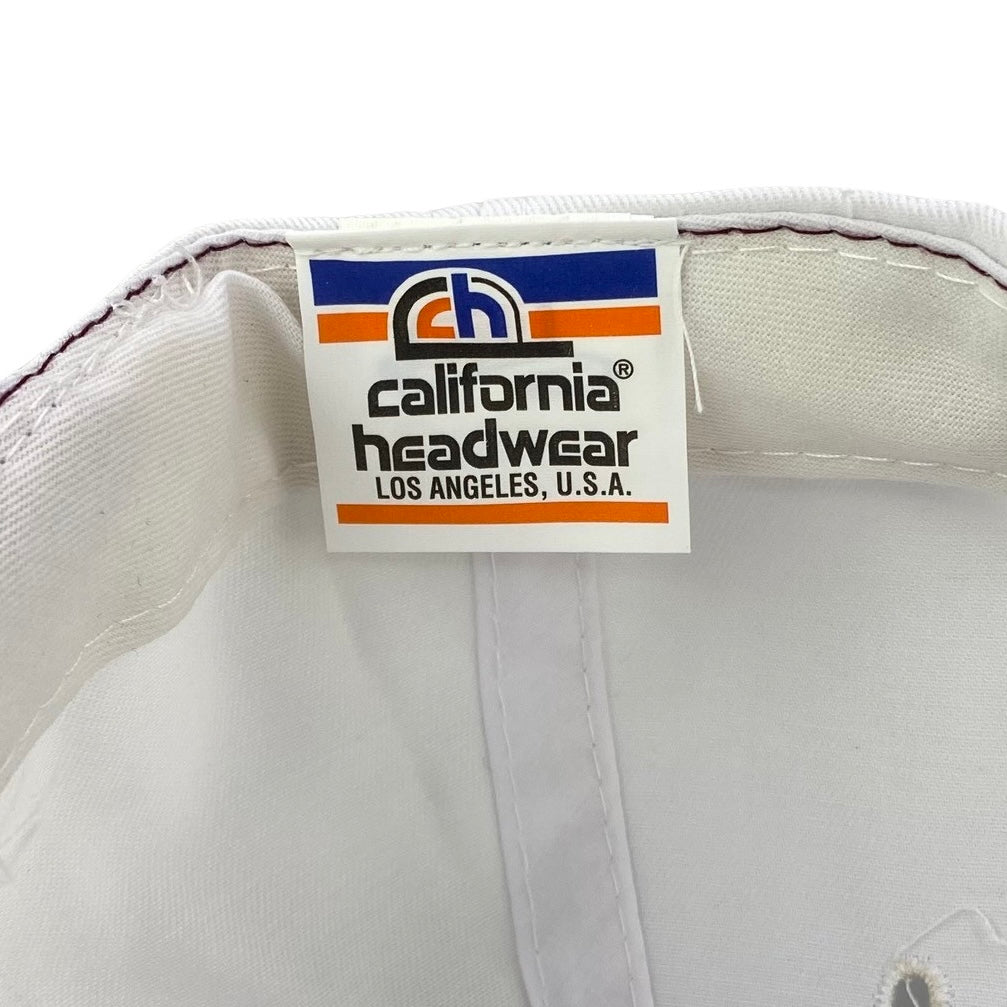 ch
california®
headwear
LOS ANGELES, U.S.A.